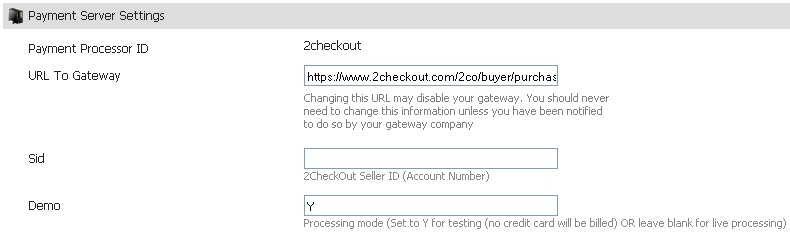 Payment Server Settings
Payment Processor ID 2checkout
URL To Gateway https://www.2checkout.com/2co/buyer/purchas
Changing this URL may disable your gateway. You should never
need to change this information unless you have been notified
to do so by your gateway company
Sid
2CheckOut Seller ID (Account Number)
Demo Y
Processing mode (Set to Y for testing (no credit card will be billed) OR leave blank for live processing)